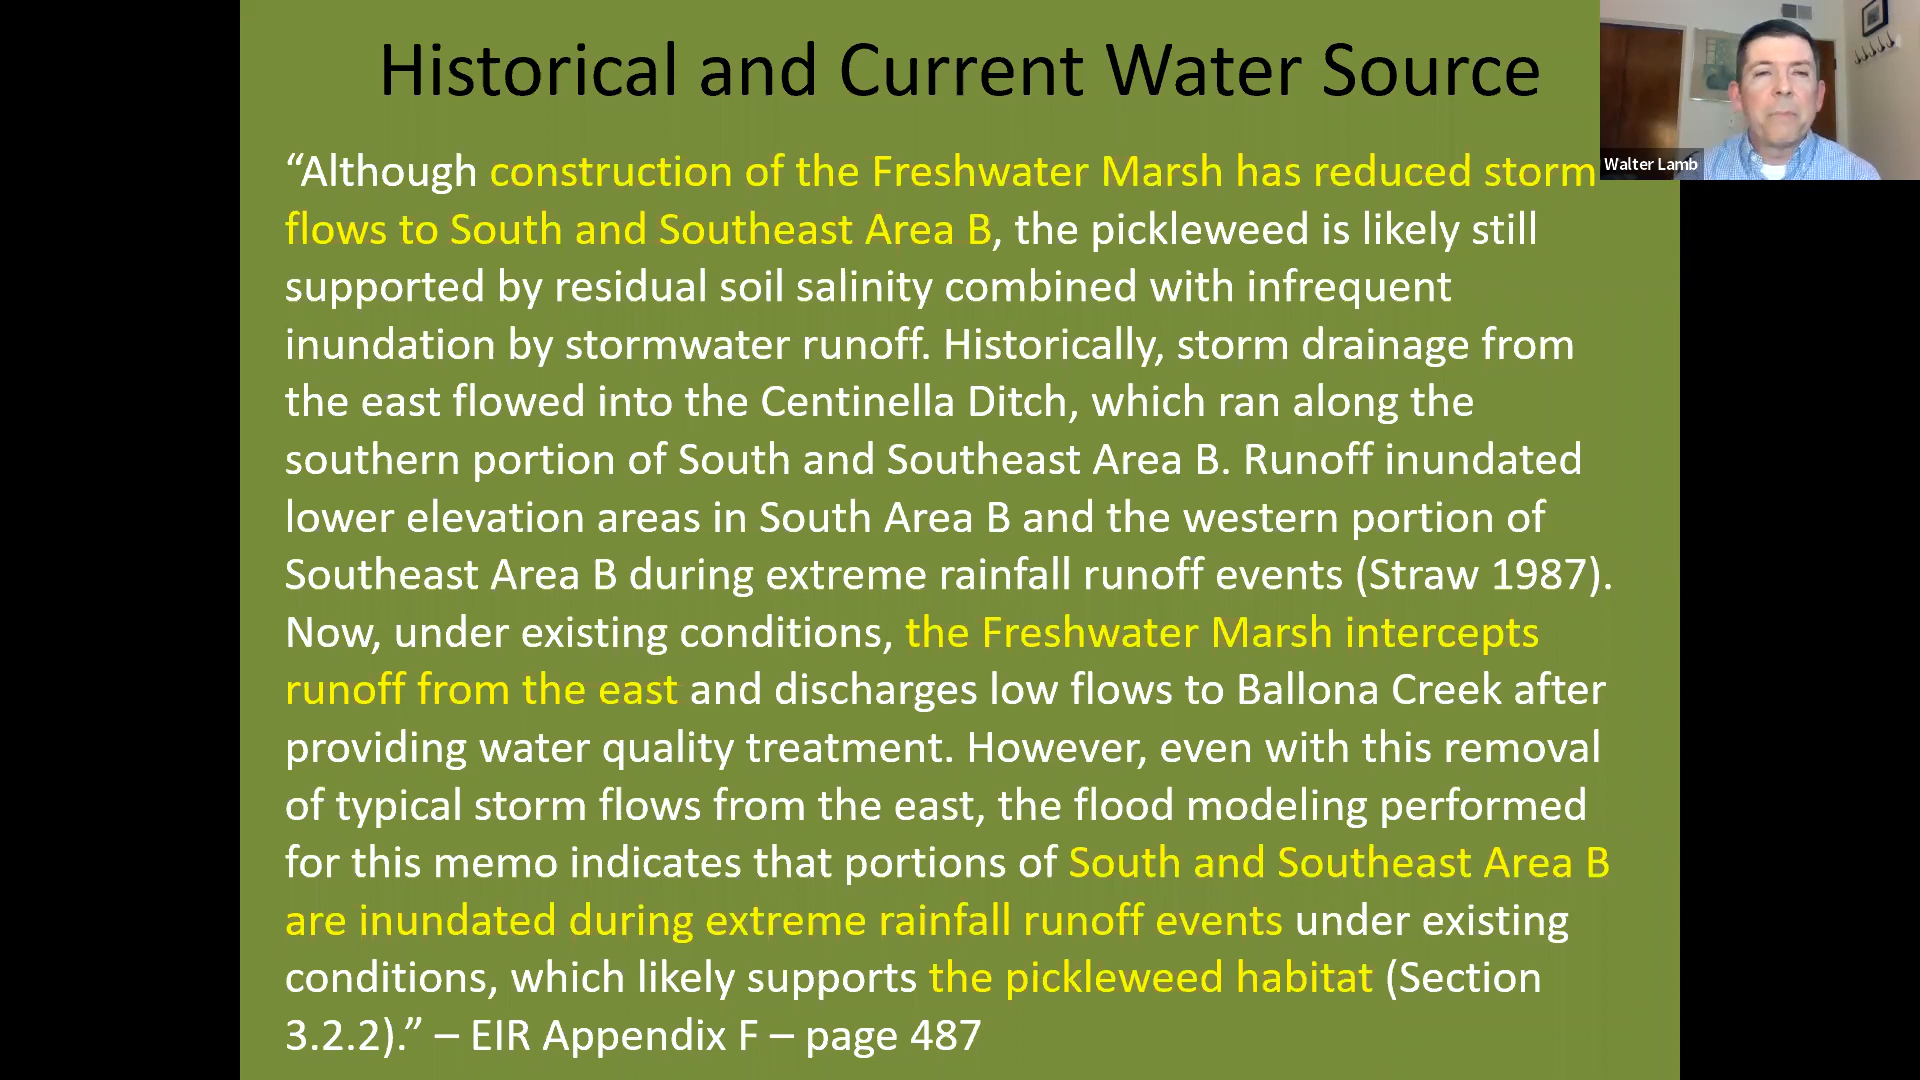 Historical and Current Water Source
Walter Lamb
“Although construction of the Freshwater Marsh has reduced storm
flows to South and Southeast Area B, the pickleweed is likely still
supported by residual soil salinity combined with infrequent
inundation by stormwater runoff. Historically, storm drainage from
the east flowed into the Centinella Ditch, which ran along the
southern portion of South and Southeast Area B. Runoff inundated
lower elevation areas in South Area B and the western portion of
Southeast Area B during extreme rainfall runoff events (Straw 1987).
Now, under existing conditions, the Freshwater Marsh intercepts
runoff from the east and discharges low flows to Ballona Creek after
providing water quality treatment. However, even with this removal
of typical storm flows from the east, the flood modeling performed
for this memo indicates that portions of South and Southeast Area B
are inundated during extreme rainfall runoff events under existing
conditions, which likely supports the pickleweed habitat (Section
3.2.2).” – EIR Appendix F – page 487